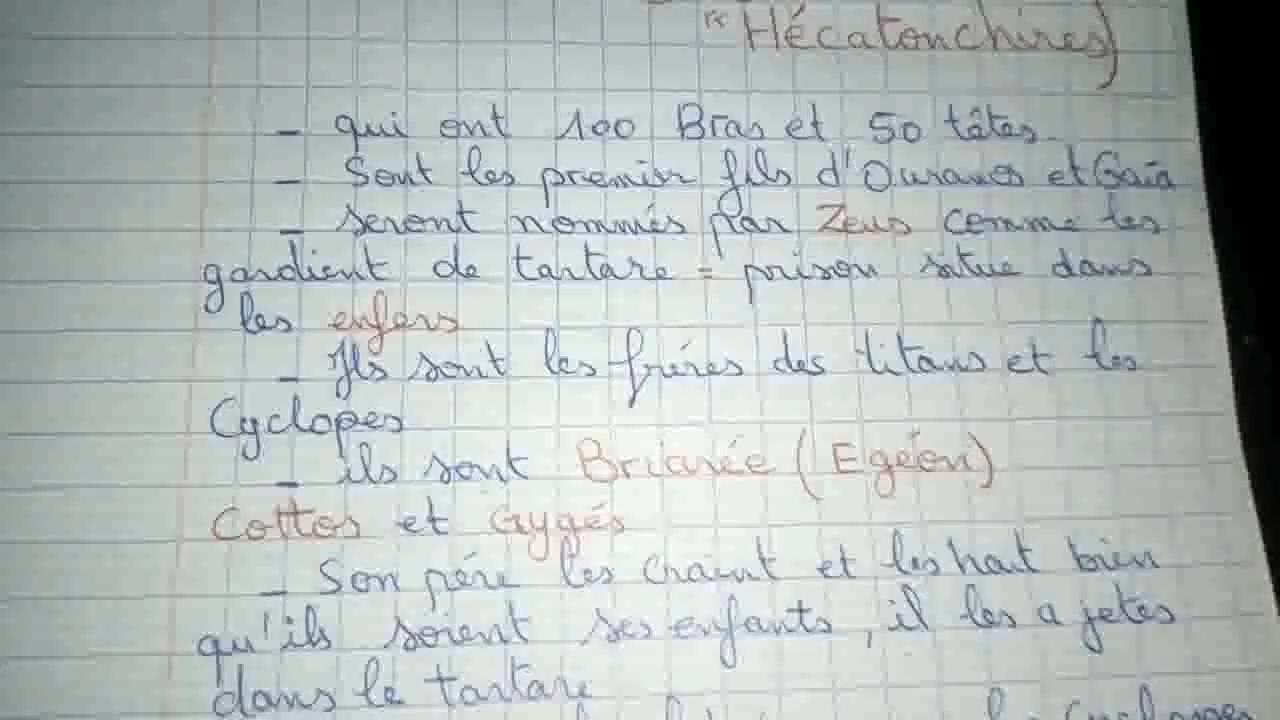 "Hécatonchires)
- qui ont 100 Bras et 50 têtes.
- Sont les premier fils d'Ouranos et Gaïa
- seront nommés par Zeus comme les
gardient de tartare = prison situe dans
les enfers
- Ils sont les fréres des titans et les
Cyclopes
- ils sont Briarée (Egéon)
Cottos et Gygés
- Son pére les craint et les hait bien
qu'ils soient ses enfants, il les a jetés
dans le tartare